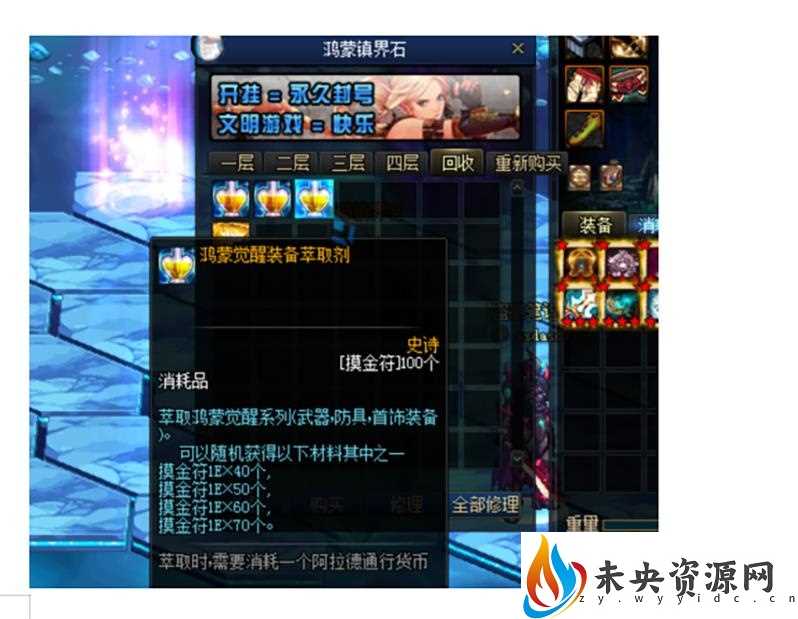 鸿蒙镇界石
开挂 = 永久封号
文明游戏 = 快乐
一层 二层 三层 四层 回收 重新购买
装备
鸿蒙觉醒装备萃取剂
史诗
[摸金符]100个
消耗品
萃取鸿蒙觉醒系列(武器,防具,首饰装备
)。
可以随机获得以下材料其中之一
摸金符1E×40个,
摸金符1E×50个,
摸金符1E×60个,
摸金符1E×70个。
购买 修理 全部修理
重量
萃取时,需要消耗一个阿拉德通行货币
未央资源网
zy.wyyidc.cn